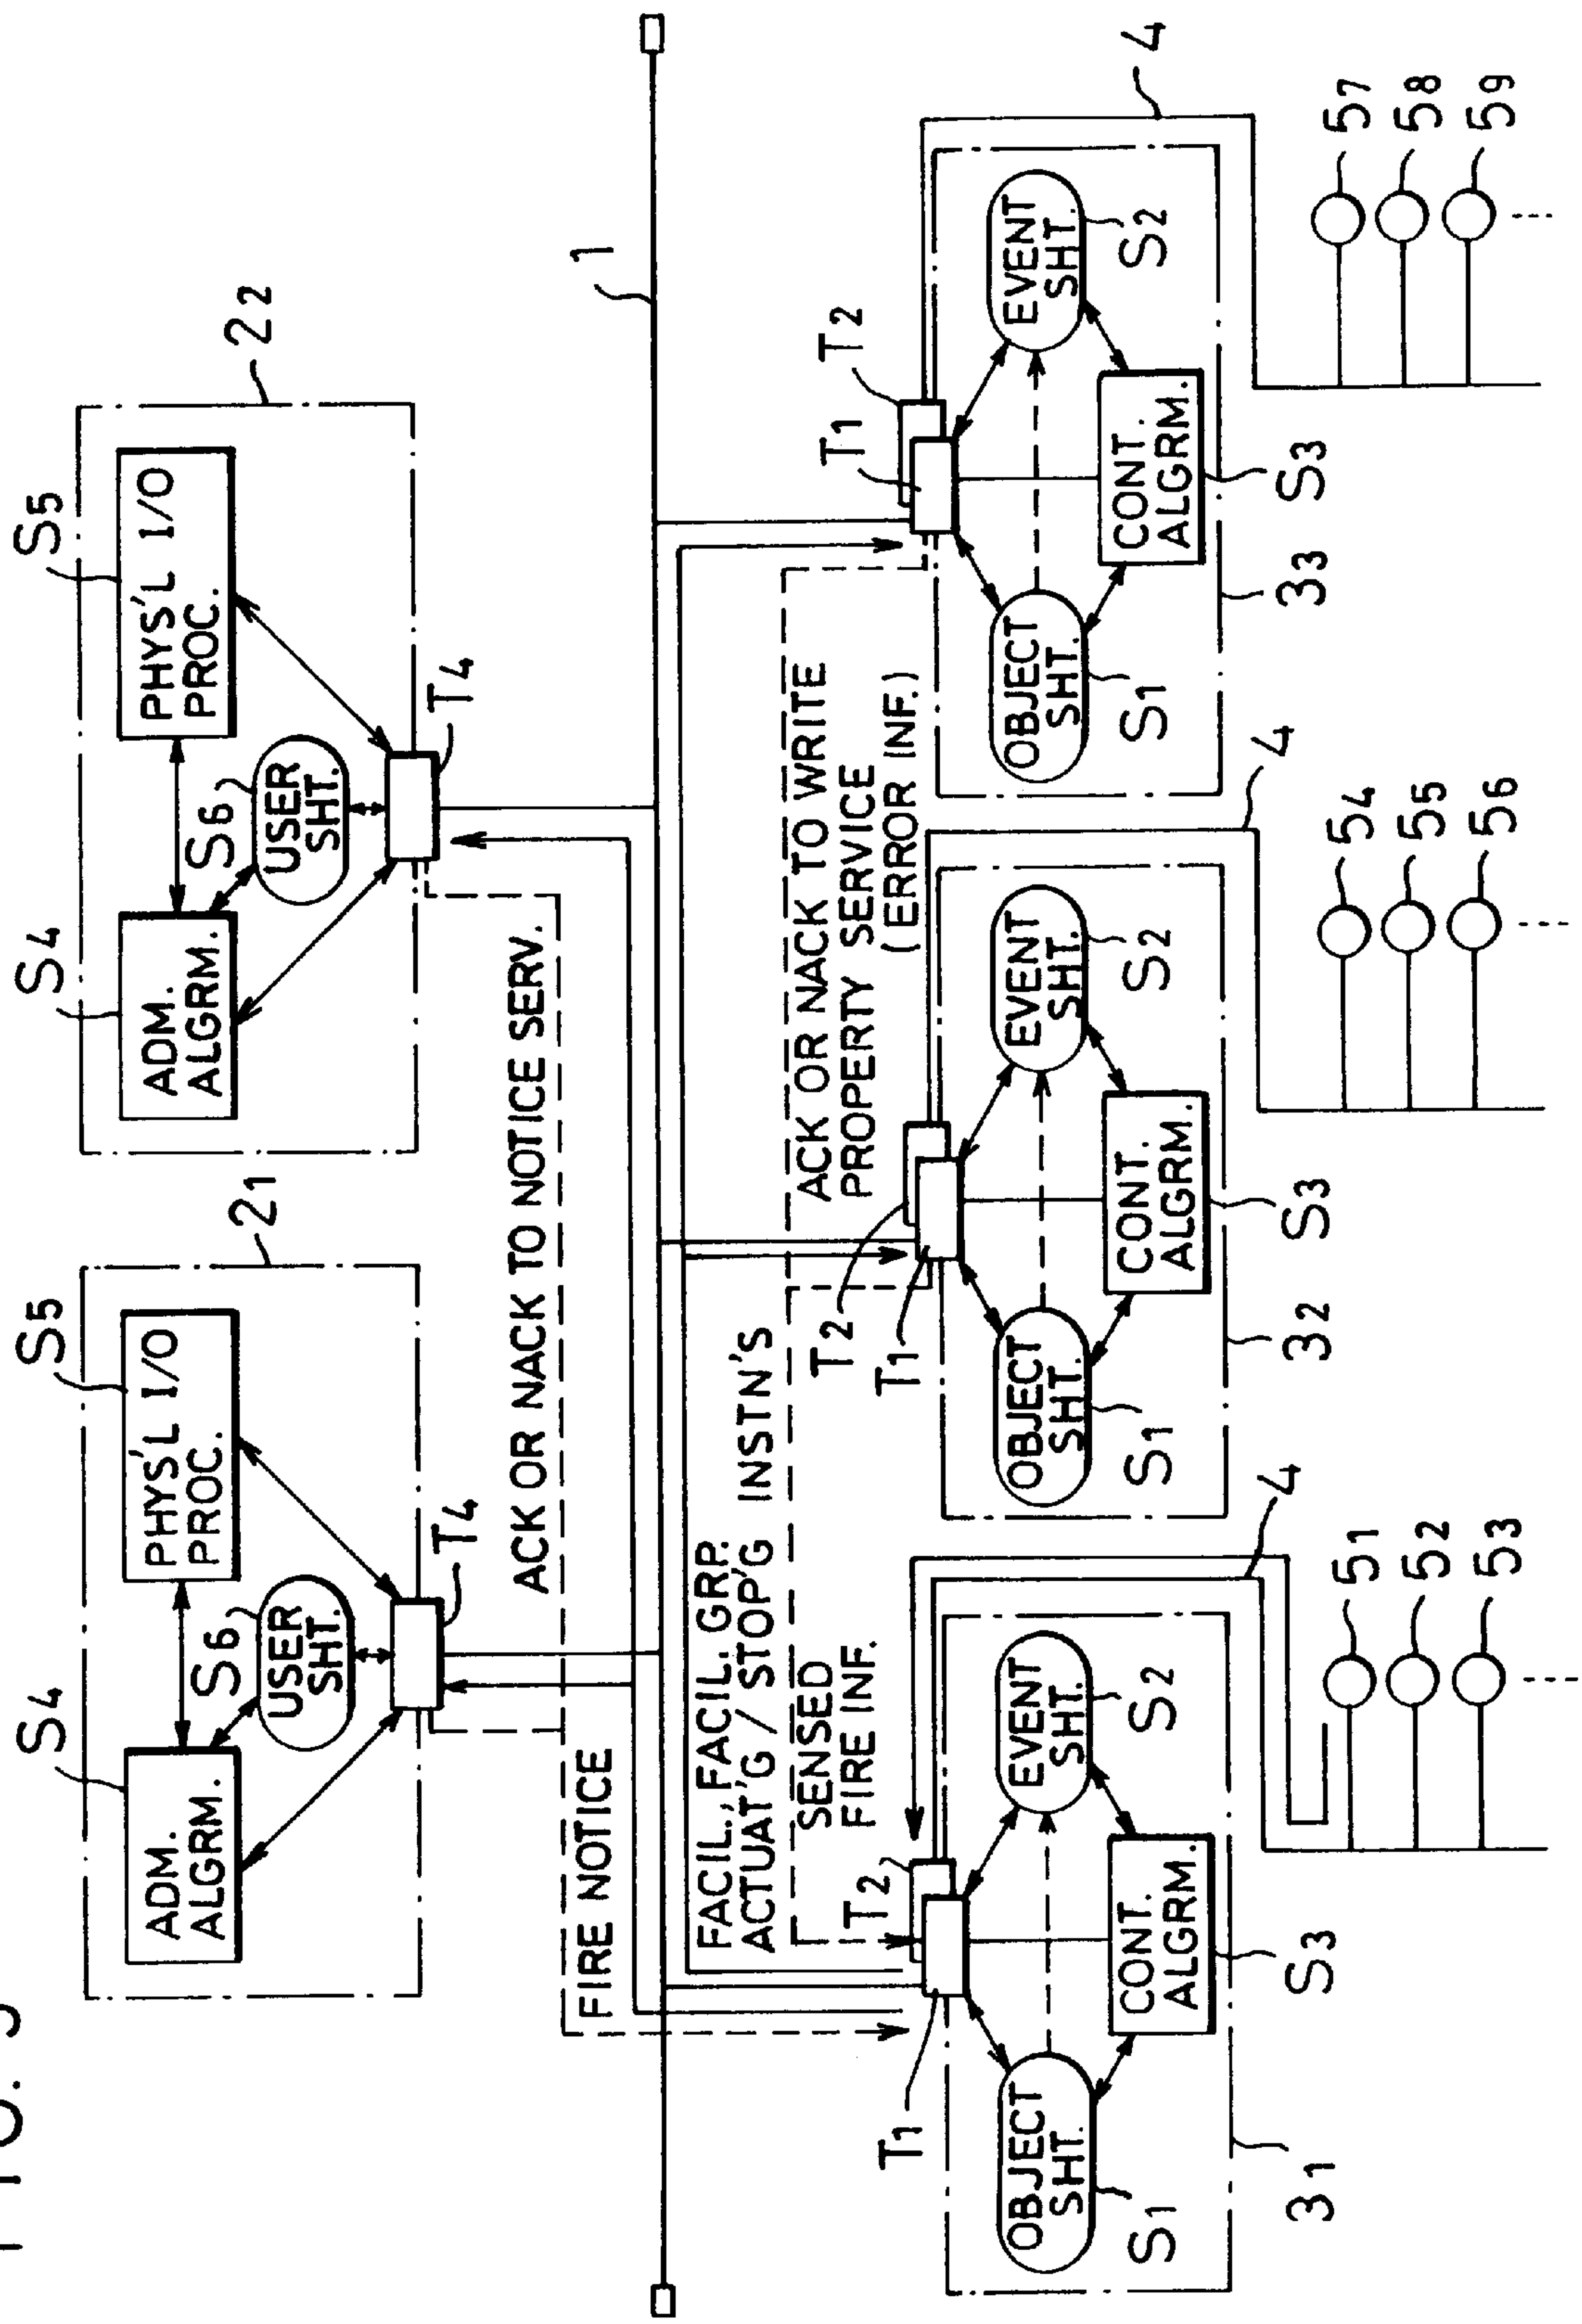 2₁
S₄
ADM.
ALGRM.
S₅
PHYS'L I/O
PROC.
S₆
USER
SHT.
T₄
2₂
S₄
ADM.
ALGRM.
S₅
PHYS'L I/O
PROC.
S₆
USER
SHT.
T₄
FIRE NOTICE
ACK OR NACK TO NOTICE SERV.
1
FACIL., FACIL. GRP.
ACTUAT'G / STOP'G INSTN'S
SENSED
FIRE INF.
ACK OR NACK TO WRITE
PROPERTY SERVICE
(ERROR INF.)
T₁
T₂
OBJECT
SHT.
EVENT
SHT.
S₁
S₂
CONT.
ALGRM.
S₃
3₁
4
5₁
5₂
5₃
T₂
T₁
OBJECT
SHT.
EVENT
SHT.
S₁
S₂
CONT.
ALGRM.
S₃
3₂
4
5₄
5₅
5₆
T₁
T₂
OBJECT
SHT.
EVENT
SHT.
S₁
S₂
CONT.
ALGRM.
S₃
3₃
4
5₇
5₈
5₉